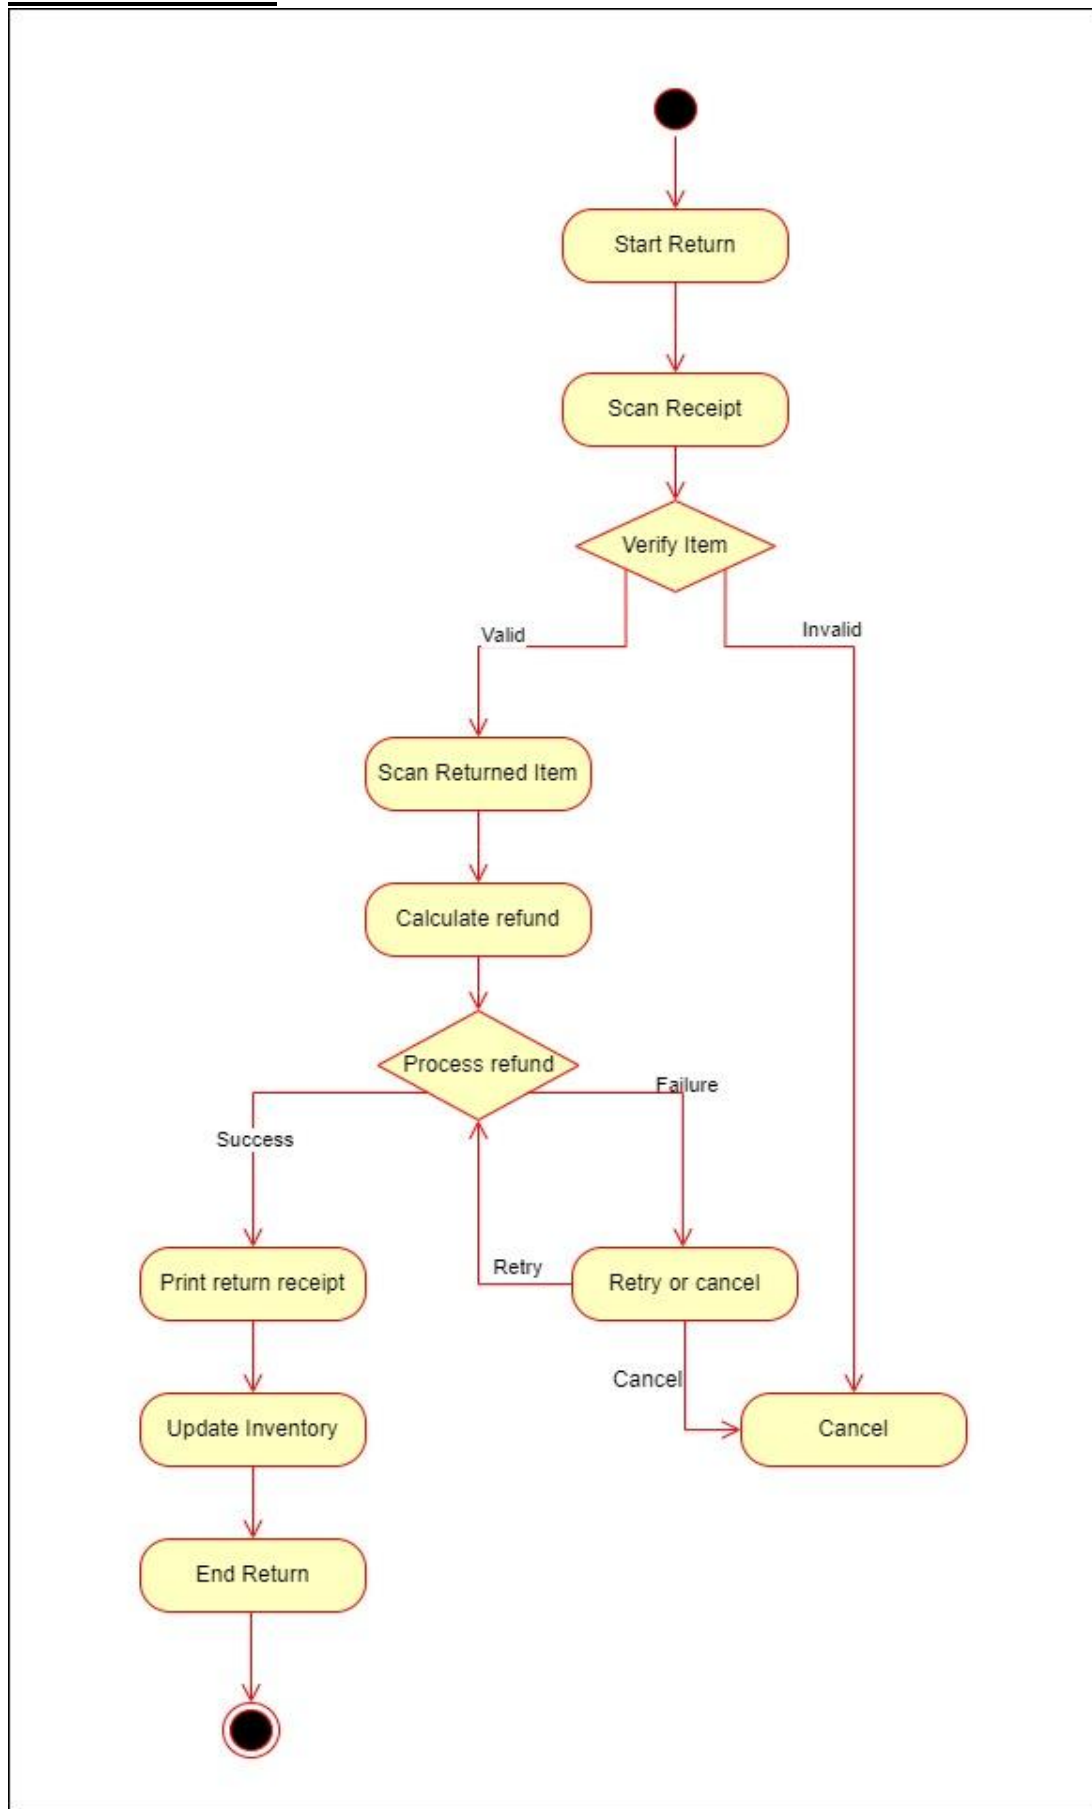 Start Return
Scan Receipt
Verify Item
Valid
Invalid
Scan Returned Item
Calculate refund
Process refund
Failure
Success
Retry
Print return receipt
Retry or cancel
Cancel
Update Inventory
Cancel
End Return